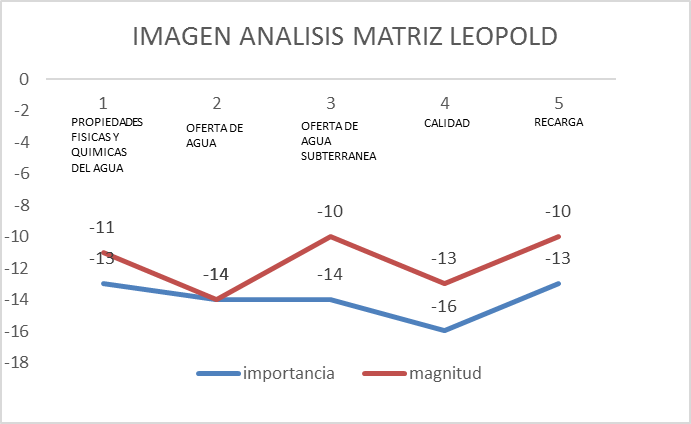 IMAGEN ANALISIS MATRIZ LEOPOLD
0
-2
-4
-6
-8
-10
-12
-14
-16
-18
1
2
3
4
5
PROPIEDADES
FISICAS Y
QUIMICAS
DEL AGUA
OFERTA DE
AGUA
OFERTA DE
AGUA
SUBTERRANEA
CALIDAD
RECARGA
-11
-13
-14
-10
-14
-13
-16
-10
-13
importancia
magnitud